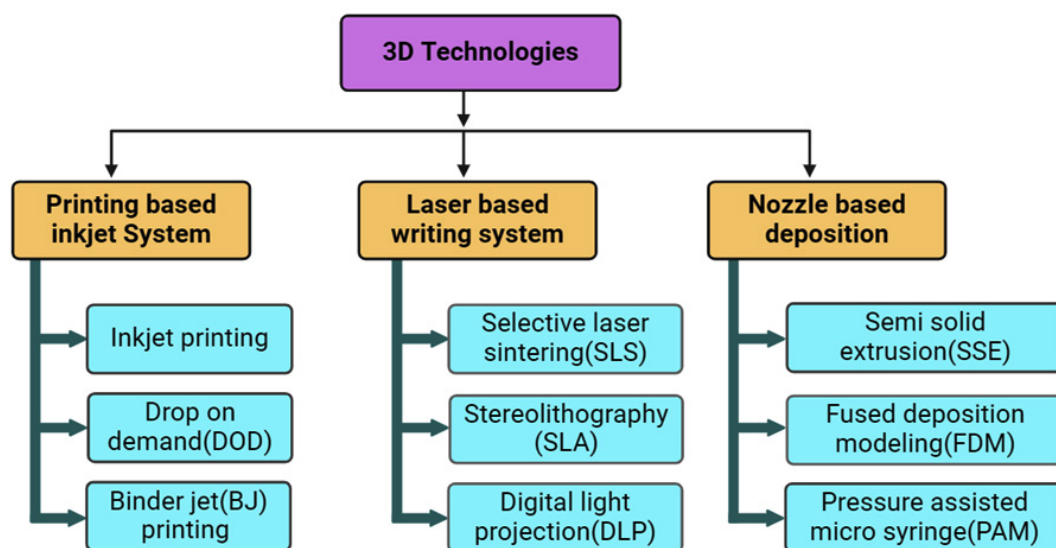 3D Technologies
Printing based
inkjet System
Laser based
writing system
Nozzle based
deposition
Inkjet printing
Drop on
demand(DOD)
Binder jet(BJ)
printing
Selective laser
sintering(SLS)
Stereolithography
(SLA)
Digital light
projection(DLP)
Semi solid
extrusion(SSE)
Fused deposition
modeling(FDM)
Pressure assisted
micro syringe(PAM)